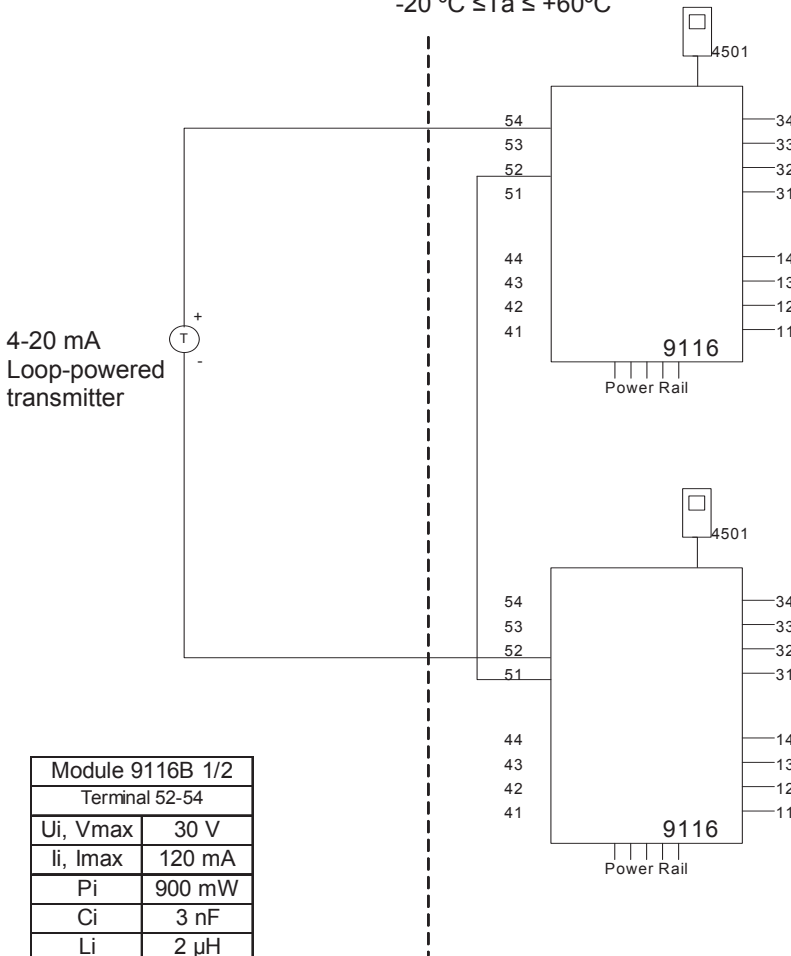 -20 ºC ≤Ta ≤ +60ºC
4501
54
53
52
51
44
43
42
41
34
33
32
31
14
13
12
11
9116
Power Rail
+
T
-
4-20 mA
Loop-powered
transmitter
4501
54
53
52
51
44
43
42
41
34
33
32
31
14
13
12
11
9116
Power Rail
Module 9116B 1/2
Terminal 52-54
Ui, Vmax 30 V
Ii, Imax 120 mA
Pi 900 mW
Ci 3 nF
Li 2 µH